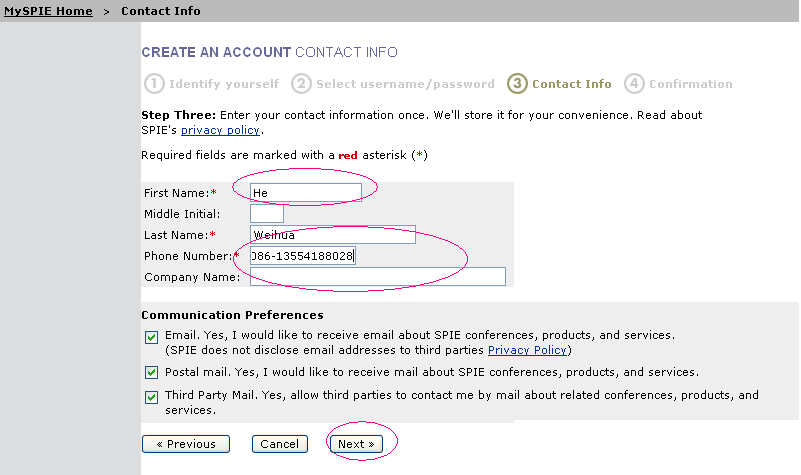 MySPIE Home > Contact Info
CREATE AN ACCOUNT CONTACT INFO
1 Identify yourself 2 Select username/password 3 Contact Info 4 Confirmation
Step Three: Enter your contact information once. We'll store it for your convenience. Read about
SPIE's privacy policy.
Required fields are marked with a red asterisk (*)
First Name:* He
Middle Initial:
Last Name:* Weihua
Phone Number:* 086-13554188028
Company Name:
Communication Preferences
Email. Yes, I would like to receive email about SPIE conferences, products, and services.
(SPIE does not disclose email addresses to third parties Privacy Policy)
Postal mail. Yes, I would like to receive mail about SPIE conferences, products, and services.
Third Party Mail. Yes, allow third parties to contact me by mail about related conferences, products, and
services.
« Previous Cancel Next »